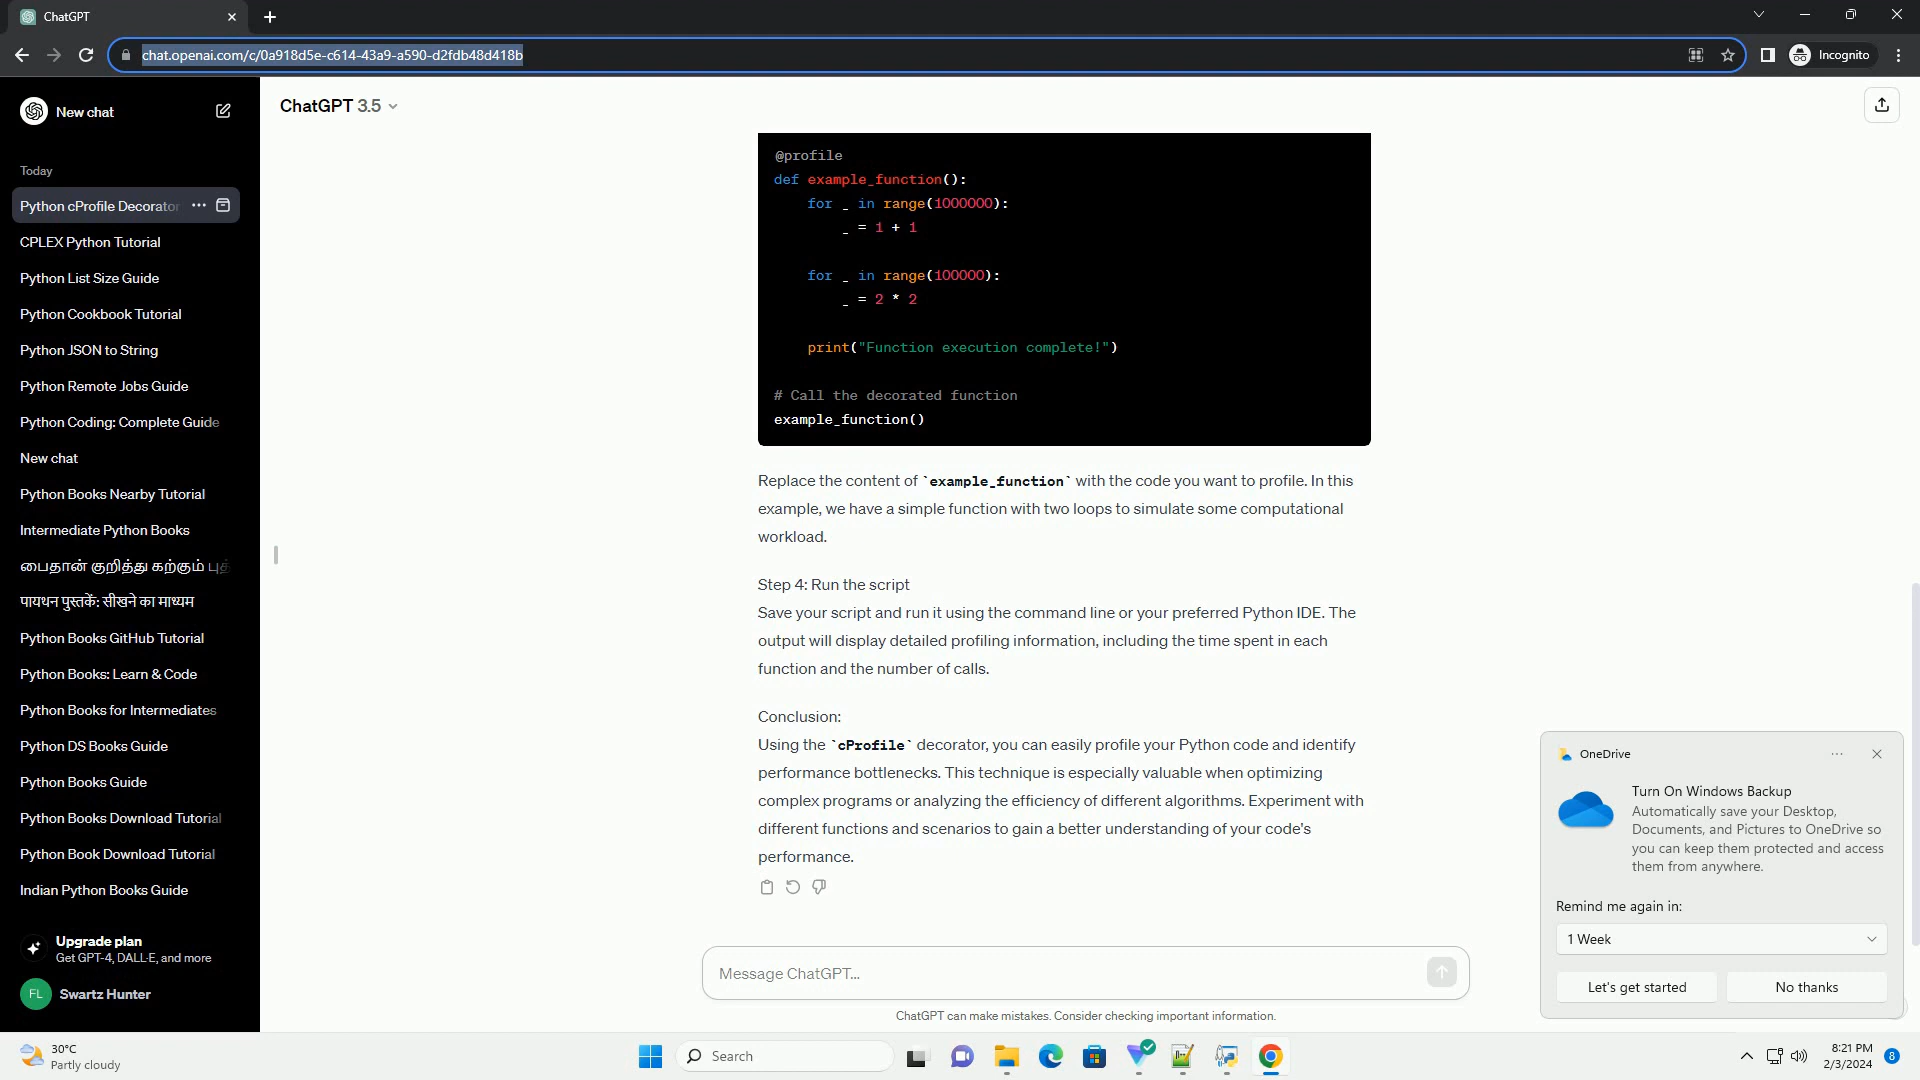 ChatGPT
chat.openai.com/c/0a918d5e-c614-43a9-a590-d2fdb48d418b
Incognito
New chat
Today
Python cProfile Decorator
CPLEX Python Tutorial
Python List Size Guide
Python Cookbook Tutorial
Python JSON to String
Python Remote Jobs Guide
Python Coding: Complete Guide
New chat
Python Books Nearby Tutorial
Intermediate Python Books
பைதான் குறித்து கற்கும் புத்
पायथन पुस्तकें: सीखने का माध्यम
Python Books GitHub Tutorial
Python Books: Learn & Code
Python Books for Intermediates
Python DS Books Guide
Python Books Guide
Python Books Download Tutorial
Python Book Download Tutorial
Indian Python Books Guide
Upgrade plan
Get GPT-4, DALL·E, and more
FL Swartz Hunter
ChatGPT 3.5
@profile
def example_function():
for _ in range(1000000):
_ = 1 + 1
for _ in range(100000):
_ = 2 * 2
print("Function execution complete!")
# Call the decorated function
example_function()
Replace the content of `example_function` with the code you want to profile. In this
example, we have a simple function with two loops to simulate some computational
workload.
Step 4: Run the script
Save your script and run it using the command line or your preferred Python IDE. The
output will display detailed profiling information, including the time spent in each
function and the number of calls.
Conclusion:
Using the `cProfile` decorator, you can easily profile your Python code and identify
performance bottlenecks. This technique is especially valuable when optimizing
complex programs or analyzing the efficiency of different algorithms. Experiment with
different functions and scenarios to gain a better understanding of your code's
performance.
Message ChatGPT...
ChatGPT can make mistakes. Consider checking important information.
OneDrive
Turn On Windows Backup
Automatically save your Desktop,
Documents, and Pictures to OneDrive so
you can keep them protected and access
them from anywhere.
Remind me again in:
1 Week
Let's get started
No thanks
30°C
Partly cloudy
Search
8:21 PM
2/3/2024
8